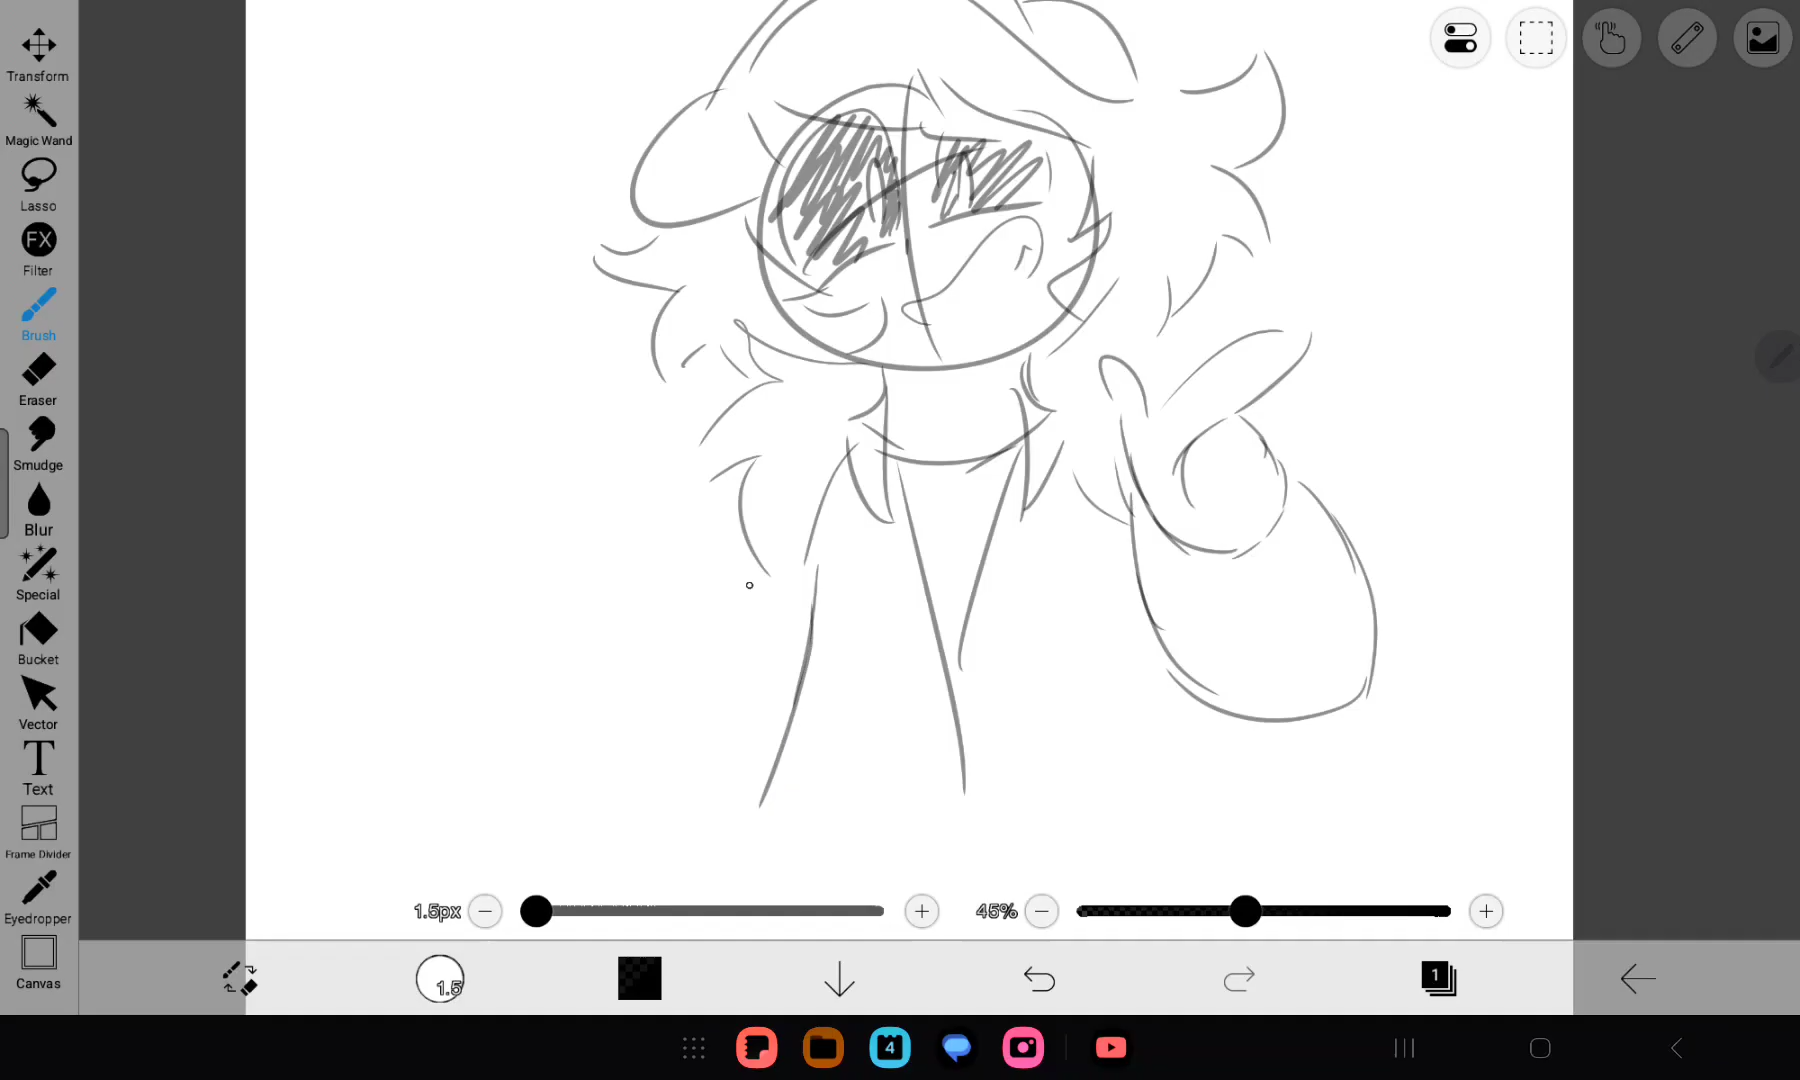 Transform
Magic Wand
Lasso
FX
Filter
Brush
Eraser
Smudge
Blur
Special
Bucket
Vector
T
Text
Frame Divider
Eyedropper
Canvas
1.5px
45%
1.5
1
4